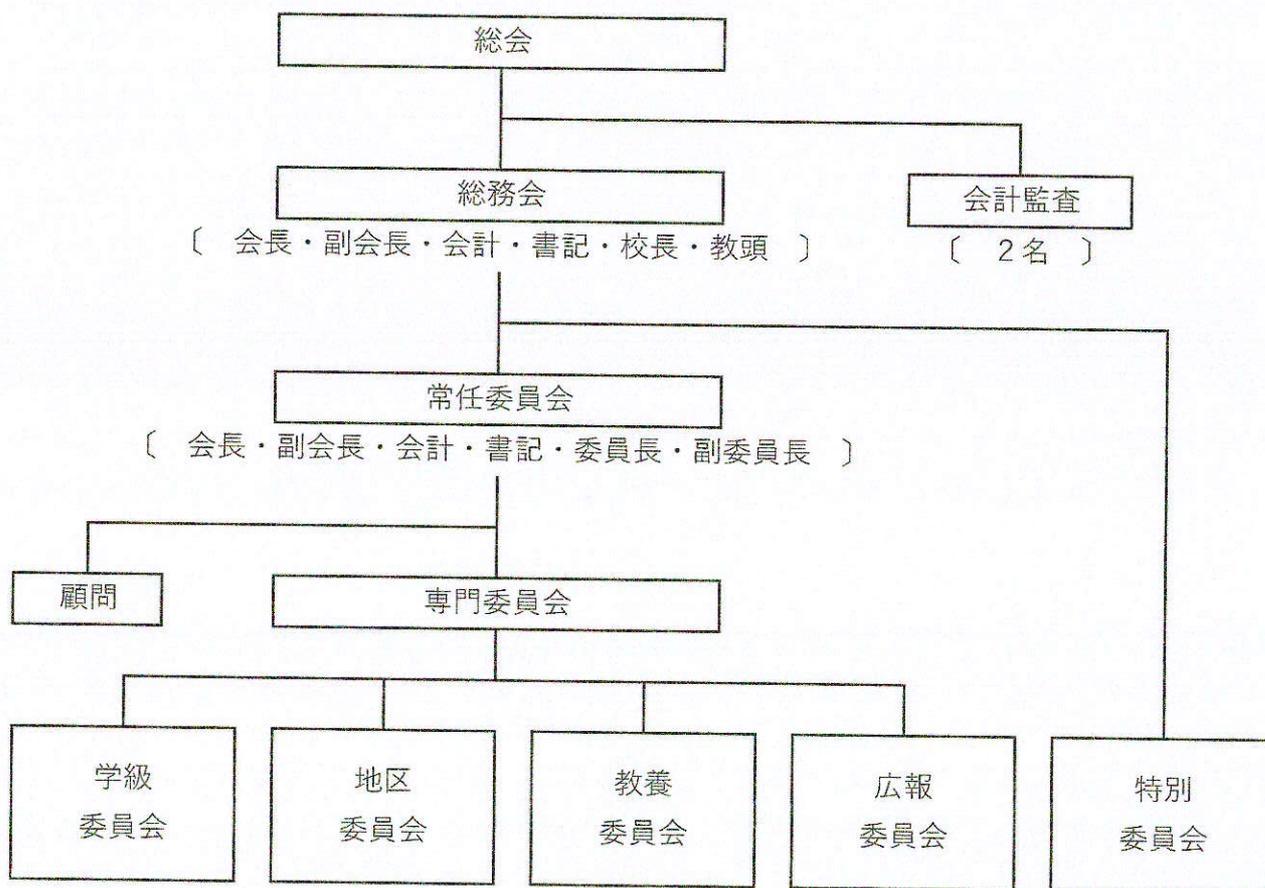 総会
総務会
会計監査
〔　会長・副会長・会計・書記・校長・教頭　〕
〔　2名　〕
常任委員会
〔　会長・副会長・会計・書記・委員長・副委員長　〕
顧問
専門委員会
学級
委員会
地区
委員会
教養
委員会
広報
委員会
特別
委員会